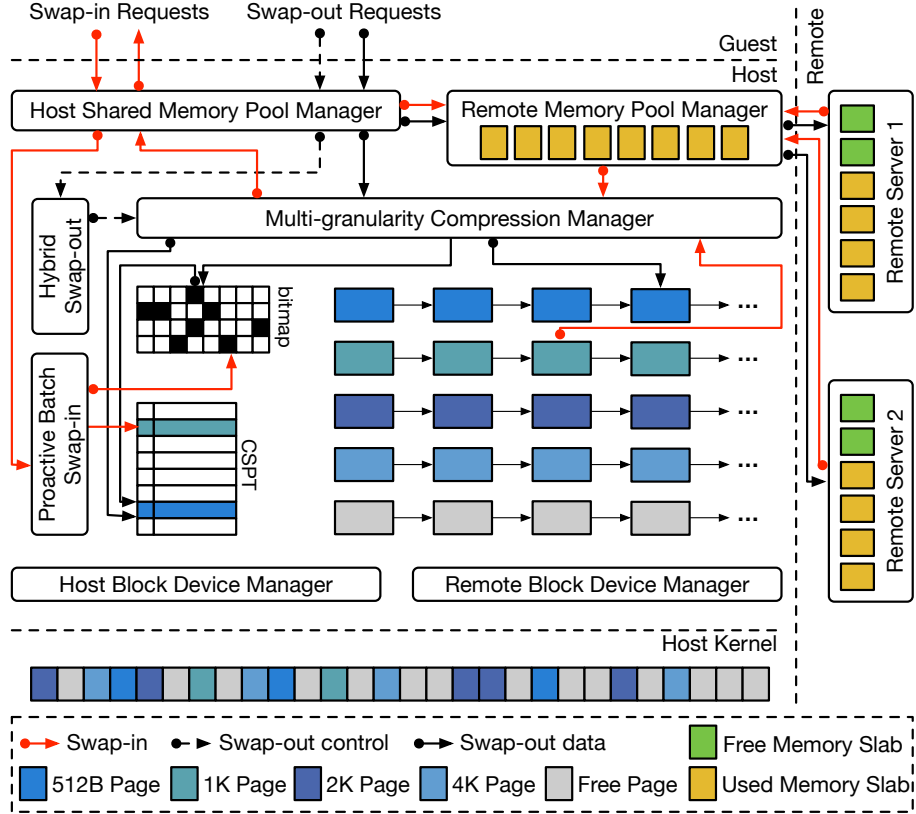 Swap-in Requests
Swap-out Requests
Guest
Host
Remote
Host Shared Memory Pool Manager
Remote Memory Pool Manager
Remote Server 1
Multi-granularity Compression Manager
Hybrid
Swap-out
bitmap
...
...
Proactive Batch
Swap-in
CSPT
...
...
...
Remote Server 2
Host Block Device Manager
Remote Block Device Manager
Host Kernel
Swap-in
Swap-out control
Swap-out data
Free Memory Slab
512B Page
1K Page
2K Page
4K Page
Free Page
Used Memory Slab